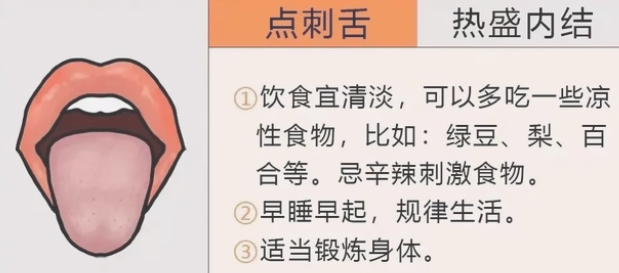 点刺舌
热盛内结
①饮食宜清淡，可以多吃一些凉
性食物，比如：绿豆、梨、百
合等。忌辛辣刺激食物。
②早睡早起，规律生活。
③适当锻炼身体。